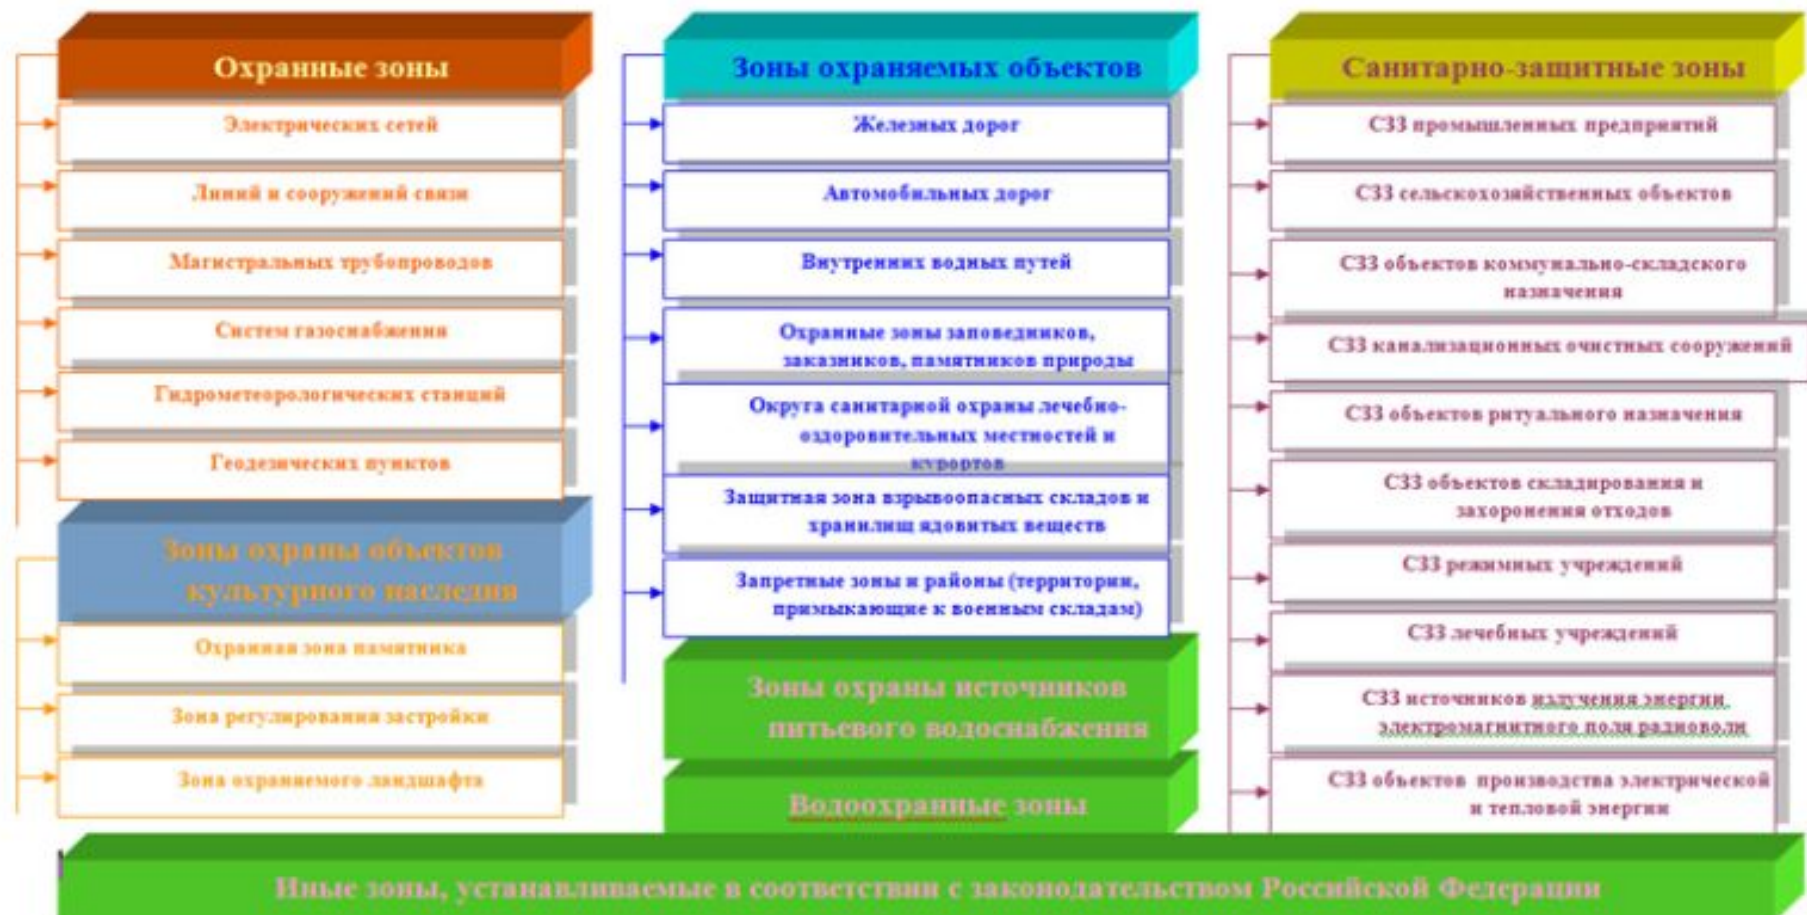 Охранные зоны
Электрических сетей
Линий и сооружений связи
Магистральных трубопроводов
Систем газоснабжения
Гидрометеорологических станций
Геодезических пунктов
Зоны охраны объектов
культурного наследия
Охранная зона памятника
Зона регулирования застройки
Зона охраняемого ландшафта
Зоны охраняемых объектов
Железных дорог
Автомобильных дорог
Внутренних водных путей
Охранные зоны заповедников,
заказников, памятников природы
Округа санитарной охраны лечебно-
оздоровительных местностей и
курортов
Защитная зона взрывоопасных складов и
хранилищ ядовитых веществ
Запретные зоны и районы (территории,
примыкающие к военным складам)
Зоны охраны источников
питьевого водоснабжения
Водоохранные зоны
Санитарно-защитные зоны
СЗЗ промышленных предприятий
СЗЗ сельскохозяйственных объектов
СЗЗ объектов коммунально-складского
назначения
СЗЗ канализационных очистных сооружений
СЗЗ объектов ритуального назначения
СЗЗ объектов складирования и
захоронения отходов
СЗЗ режимных учреждений
СЗЗ лечебных учреждений
СЗЗ источников излучения энергии
электромагнитного поля радиоволн
СЗЗ объектов производства электрической
и тепловой энергии
Иные зоны, устанавливаемые в соответствии с законодательством Российской Федерации